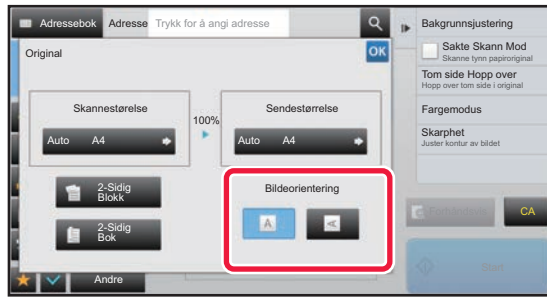 Adressebok
Adresse
Trykk for å angi adresse
Original
OK
Skannestørelse
Auto A4
100%
Sendestørrelse
Auto A4
2-Sidig
Blokk
2-Sidig
Bok
Bildeorientering
A
A
Andre
Bakgrunnsjustering
Sakte Skann Mod
Skanne tynn papiroriginal
Tom side Hopp over
Hopp over tom side i original
Fargemodus
Skarphet
Juster kontur av bildet
CA
Start